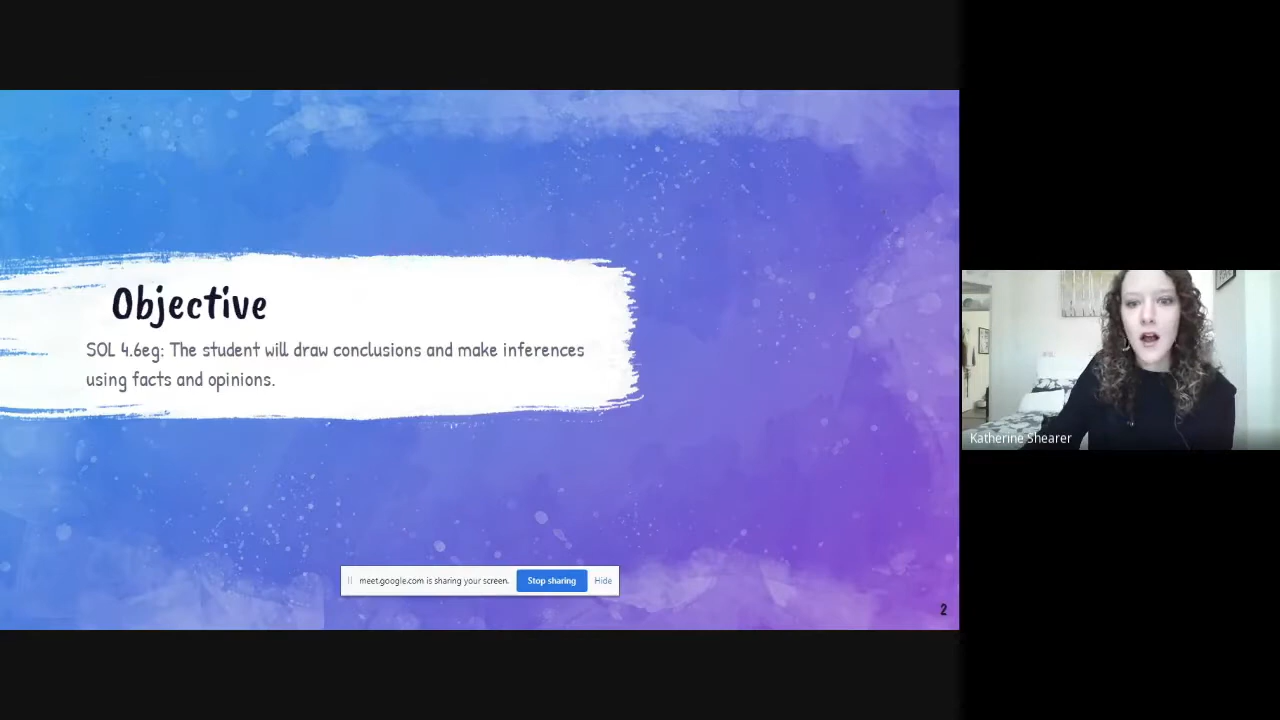 Objective
SOL 4.6eg: The student will draw conclusions and make inferences
using facts and opinions.
meet.google.com is sharing your screen.
Stop sharing
Hide
2
Katherine Shearer